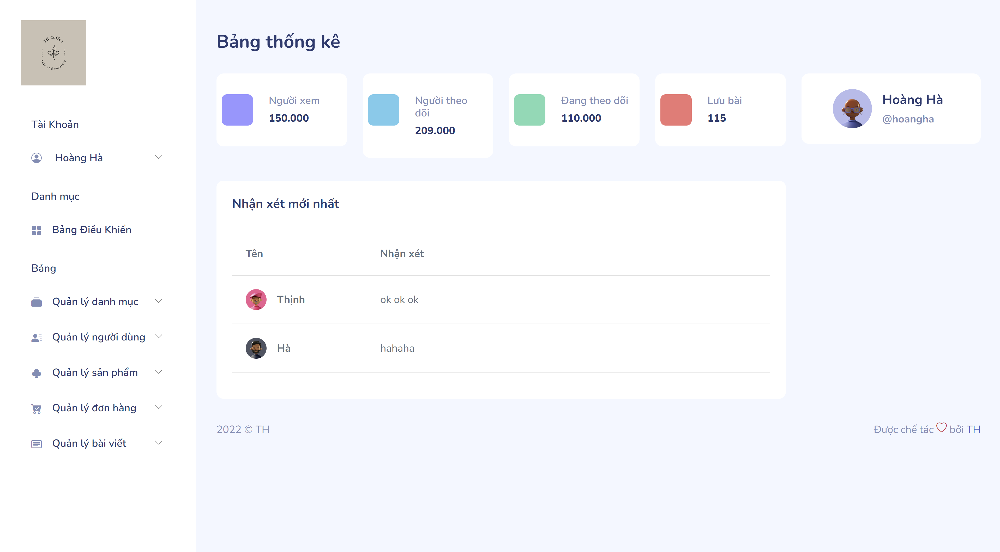 TH Coffee
cafe and roastery
Tài Khoản
Hoàng Hà
Danh mục
Bảng Điều Khiển
Bảng
Quản lý danh mục
Quản lý người dùng
Quản lý sản phẩm
Quản lý đơn hàng
Quản lý bài viết
Bảng thống kê
Người xem
150.000
Người theo
dõi
209.000
Đang theo dõi
110.000
Lưu bài
115
Hoàng Hà
@hoangha
Nhận xét mới nhất
Tên Nhận xét
Thịnh ok ok ok
Hà hahaha
2022 © TH
Được chế tác bởi TH